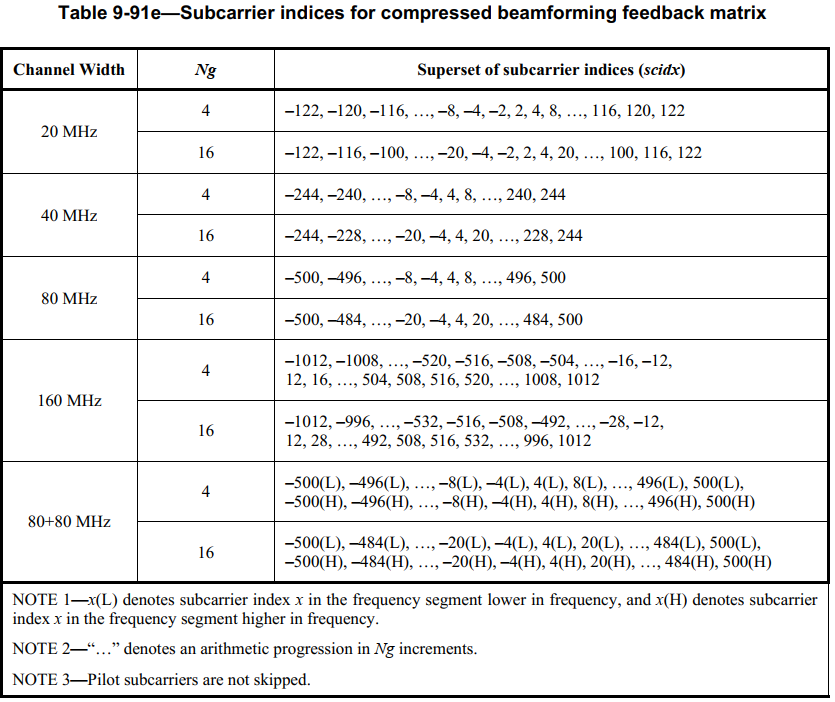 Table 9-91e—Subcarrier indices for compressed beamforming feedback matrix
Channel Width Ng Superset of subcarrier indices (scidx)
20 MHz
4 –122, –120, –116, …, –8, –4, –2, 2, 4, 8, …, 116, 120, 122
16 –122, –116, –100, …, –20, –4, –2, 2, 4, 20, …, 100, 116, 122
40 MHz
4 –244, –240, …, –8, –4, 4, 8, …, 240, 244
16 –244, –228, …, –20, –4, 4, 20, …, 228, 244
80 MHz
4 –500, –496, …, –8, –4, 4, 8, …, 496, 500
16 –500, –484, …, –20, –4, 4, 20, …, 484, 500
160 MHz
4 –1012, –1008, …, –520, –516, –508, –504, …, –16, –12,
12, 16, …, 504, 508, 516, 520, …, 1008, 1012
16 –1012, –996, …, –532, –516, –508, –492, …, –28, –12,
12, 28, …, 492, 508, 516, 532, …, 996, 1012
80+80 MHz
4 –500(L), –496(L), …, –8(L), –4(L), 4(L), 8(L), …, 496(L), 500(L),
–500(H), –496(H), …, –8(H), –4(H), 4(H), 8(H), …, 496(H), 500(H)
16 –500(L), –484(L), …, –20(L), –4(L), 4(L), 20(L), …, 484(L), 500(L),
–500(H), –484(H), …, –20(H), –4(H), 4(H), 20(H), …, 484(H), 500(H)
NOTE 1—x(L) denotes subcarrier index x in the frequency segment lower in frequency, and x(H) denotes subcarrier
index x in the frequency segment higher in frequency.
NOTE 2—“…” denotes an arithmetic progression in Ng increments.
NOTE 3—Pilot subcarriers are not skipped.